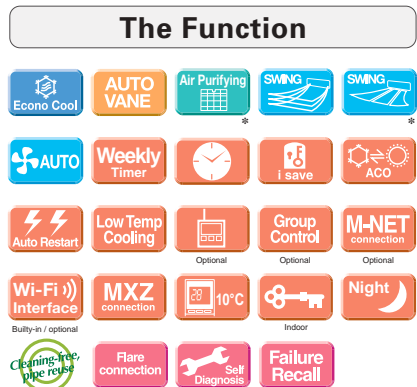 The Function
Econo Cool
AUTO
VANE
Air Purifying
*
SWING
SWING
*
AUTO
Weekly
Timer
i save
ACO
Auto Restart
Low Temp
Cooling
Optional
Group
Control
Optional
M-NET
connection
Optional
Wi-Fi
Interface
Builty-in / optional
MXZ
connection
28 10°C
Indoor
Night
Cleaning-free,
pipe reuse
Flare
connection
Self
Diagnosis
Failure
Recall